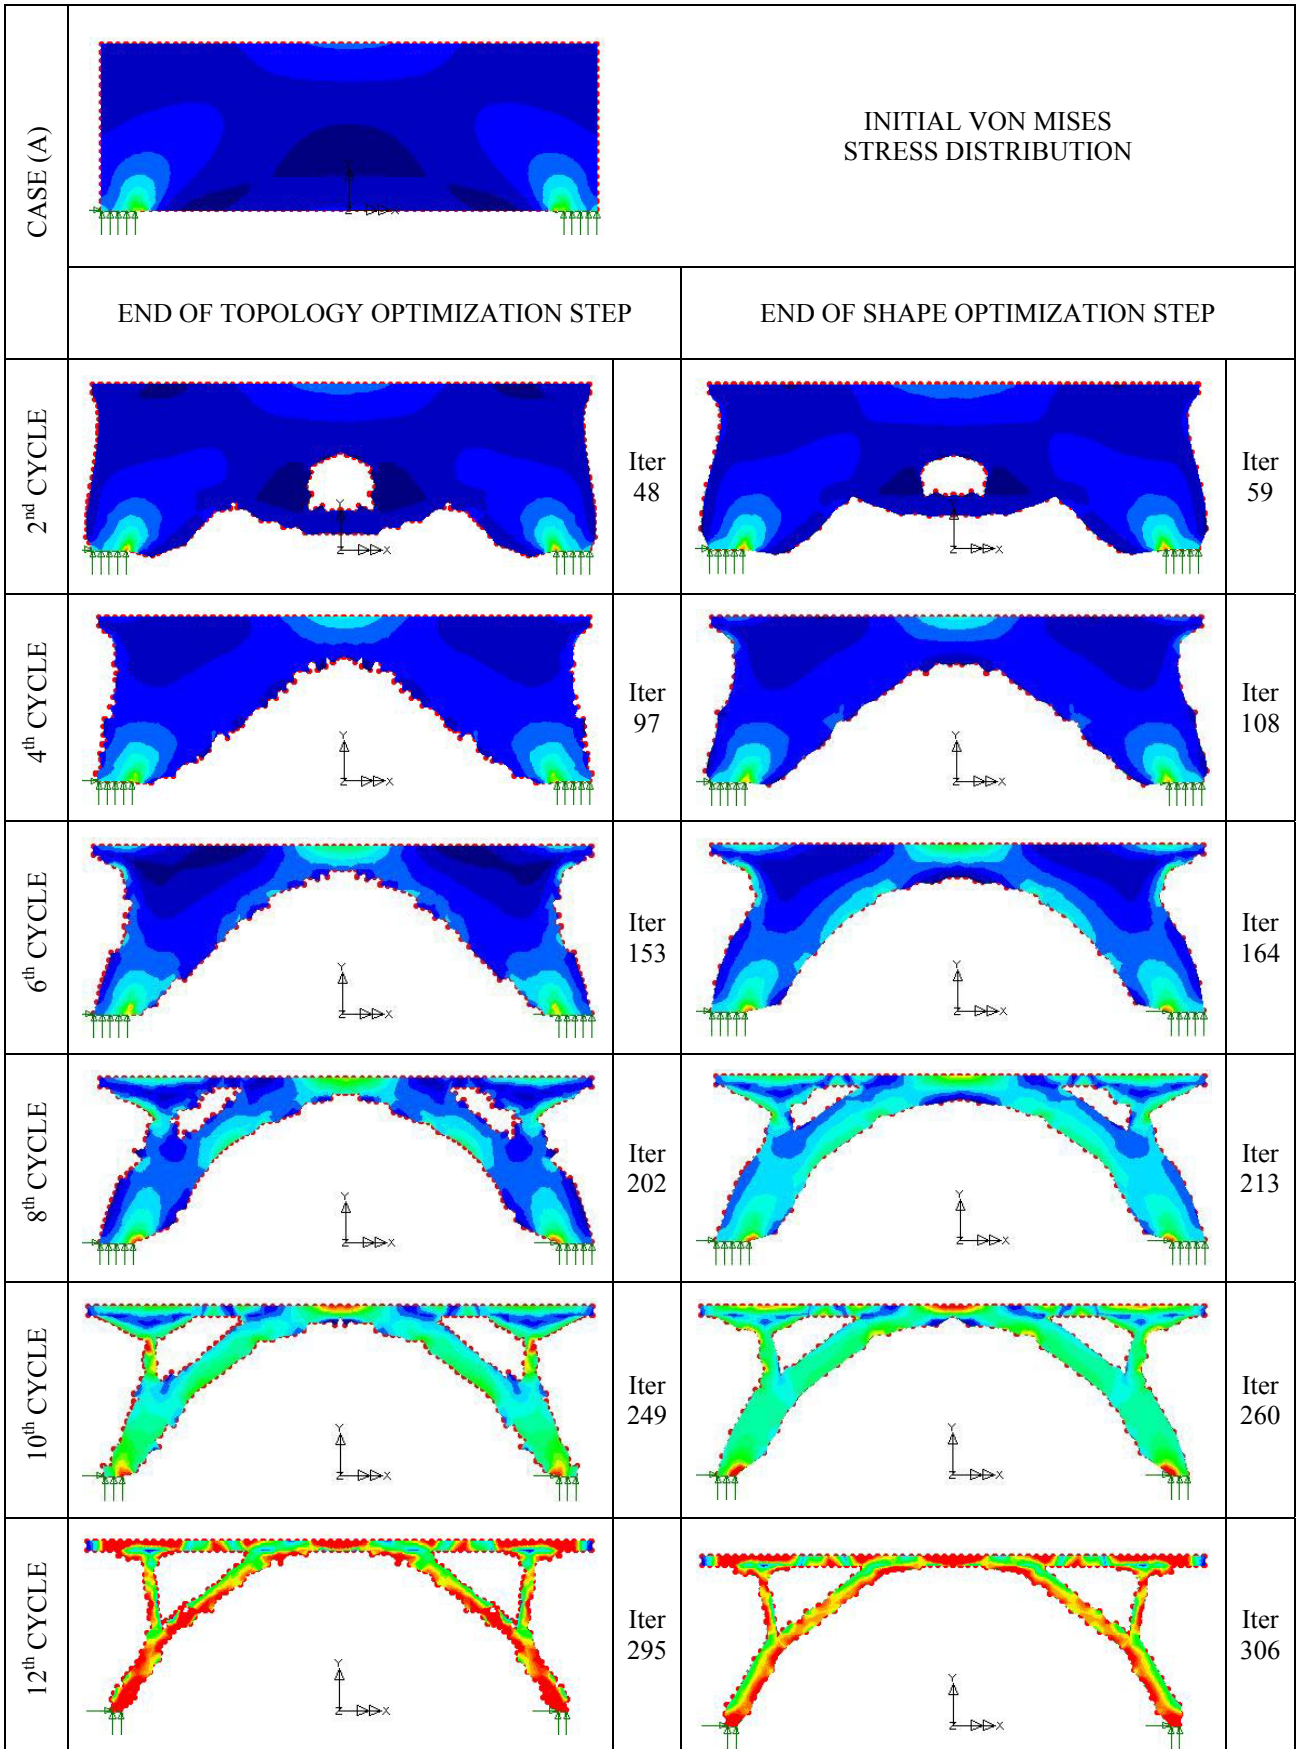 CASE (A)
INITIAL VON MISES
STRESS DISTRIBUTION
Y
Z X
END OF TOPOLOGY OPTIMIZATION STEP
END OF SHAPE OPTIMIZATION STEP
2nd CYCLE
Y
Z X
Iter
48
Y
Z X
Iter
59
4th CYCLE
Y
Z X
Iter
97
Y
Z X
Iter
108
6th CYCLE
Y
Z X
Iter
153
Y
Z X
Iter
164
8th CYCLE
Y
Z X
Iter
202
Y
Z X
Iter
213
10th CYCLE
Y
Z X
Iter
249
Y
Z X
Iter
260
12th CYCLE
Y
Z X
Iter
295
Y
Z X
Iter
306